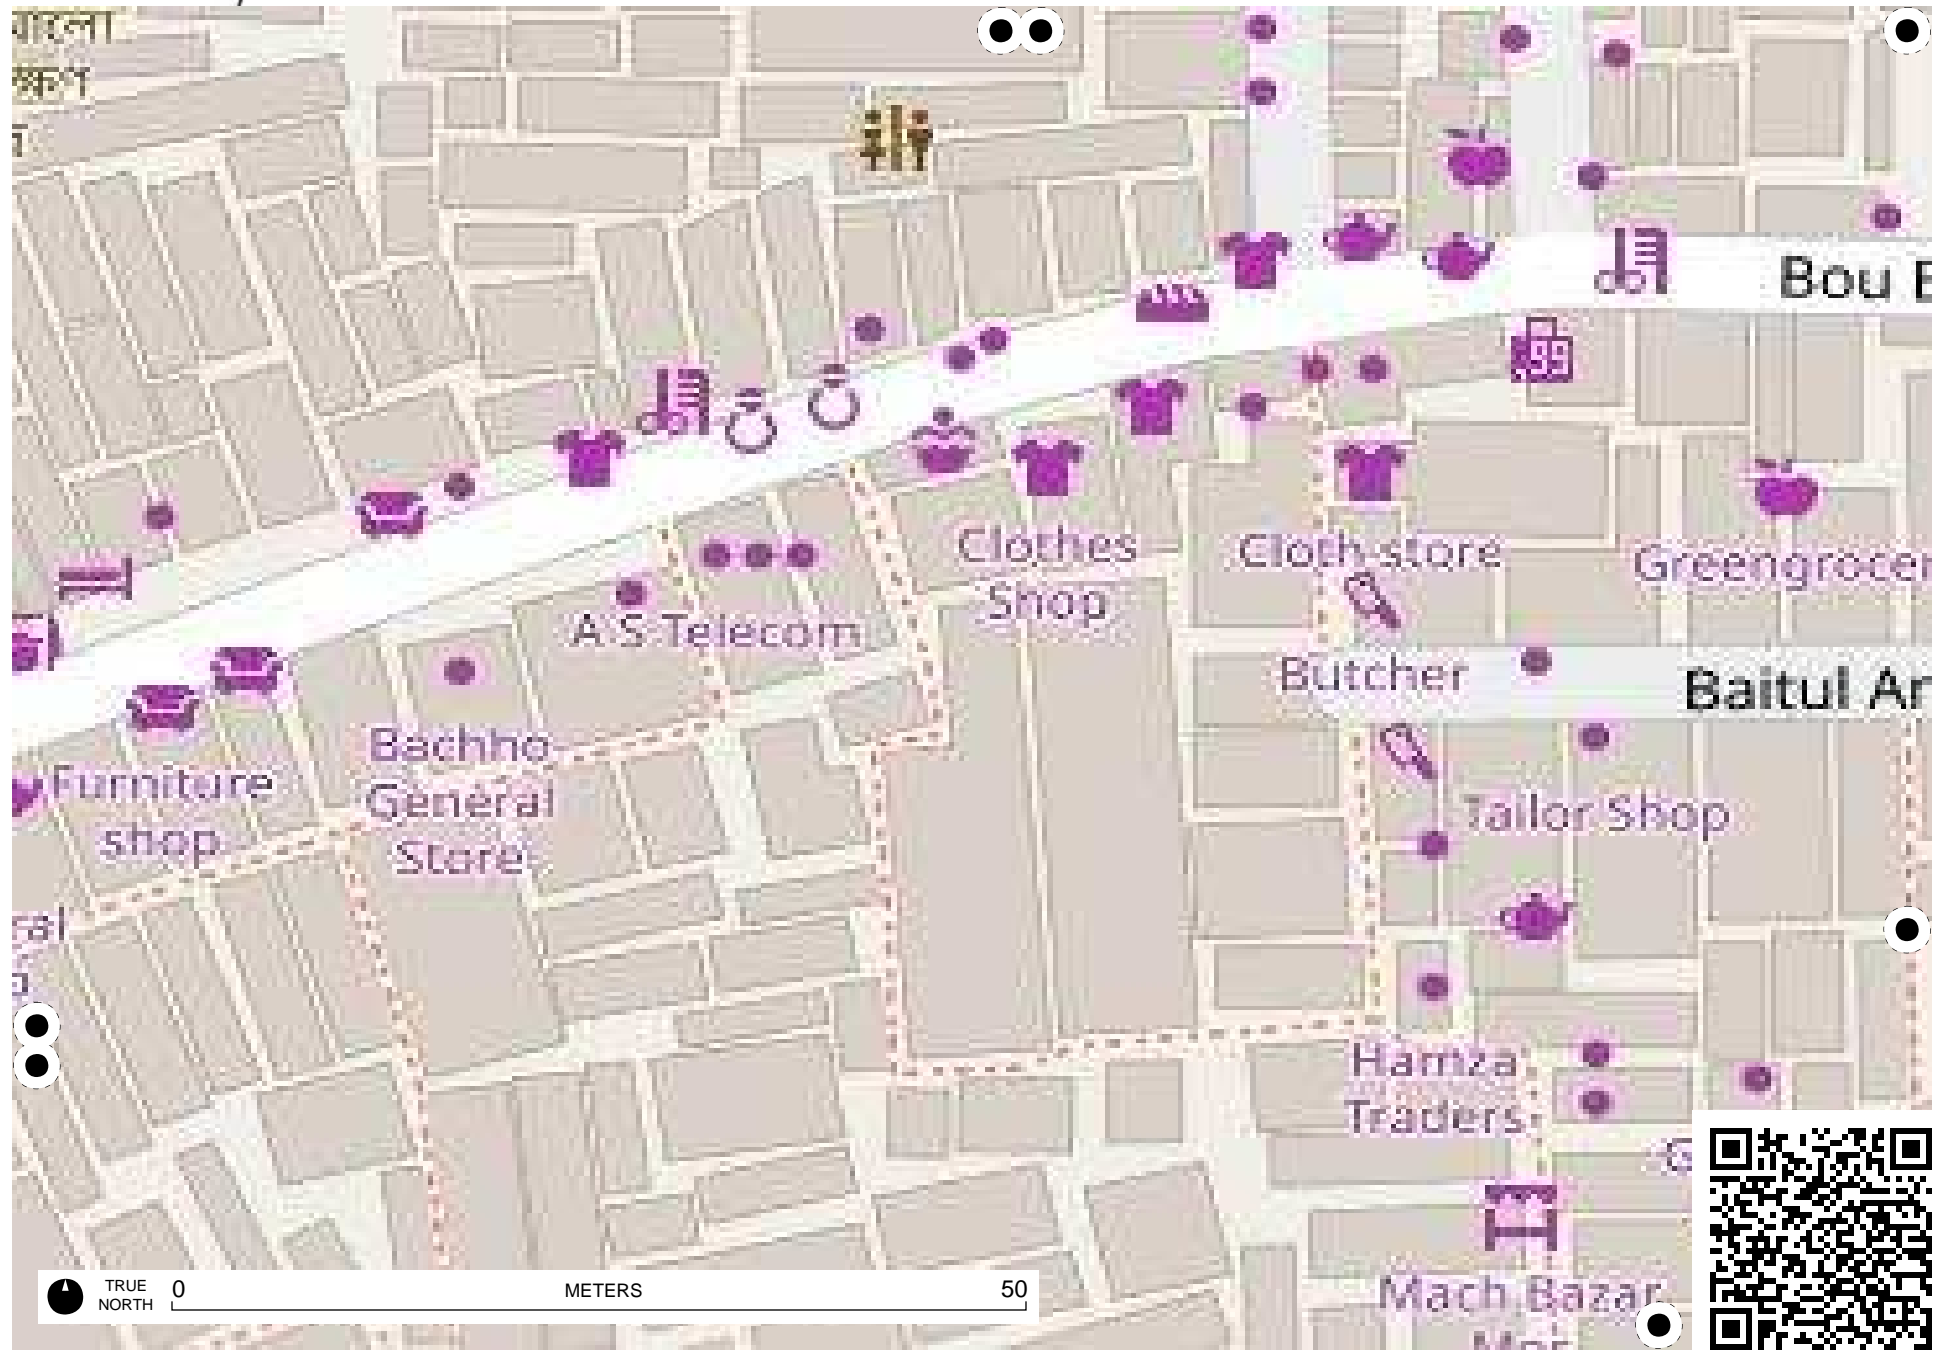 Bou
Clothes
Shop
Cloth store
Greengrocer
A S Telecom
Butcher
Baitul
Bachho
General
Store
Furniture
shop
Tailor Shop
Hamza
Traders
Mach Bazar
TRUE
NORTH
0
METERS
50